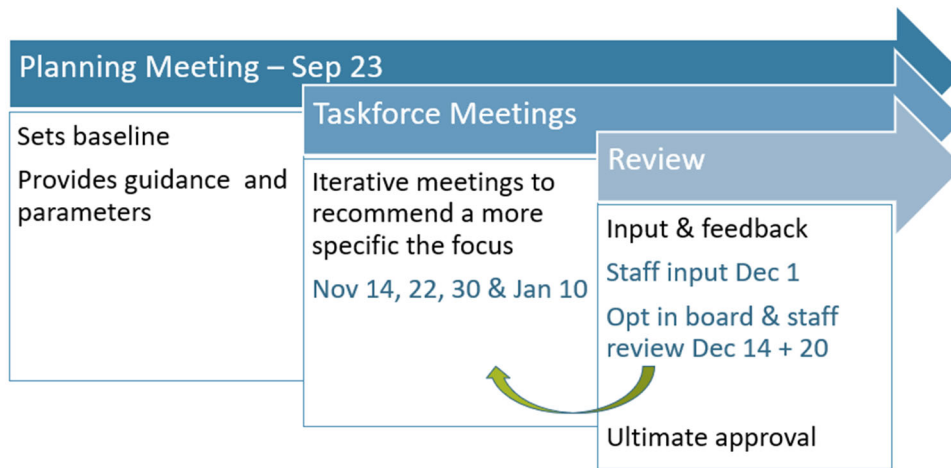 Planning Meeting – Sep 23
Sets baseline
Provides guidance and
parameters
Taskforce Meetings
Iterative meetings to
recommend a more
specific the focus
Nov 14, 22, 30 & Jan 10
Review
Input & feedback
Staff input Dec 1
Opt in board & staff
review Dec 14 + 20
Ultimate approval